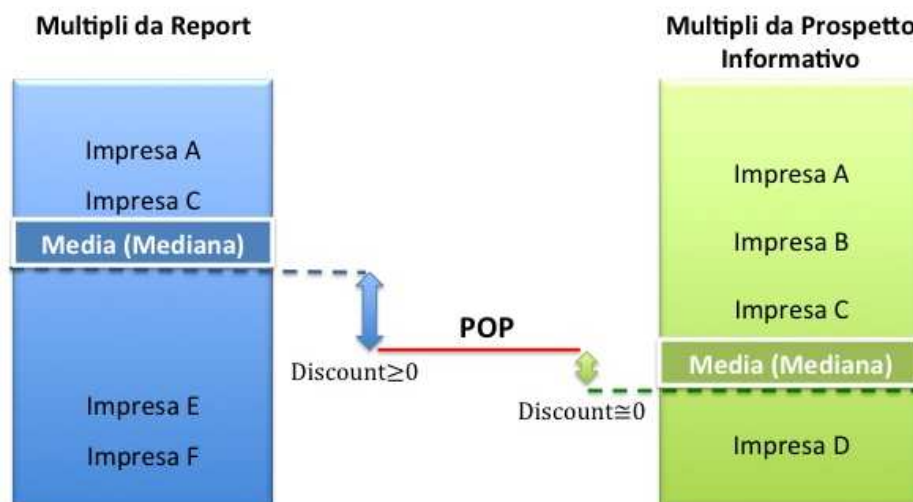 Multipli da Report
Impresa A
Impresa C
Media (Mediana)
Impresa E
Impresa F
Discount≥0
POP
Discount≅0
Multipli da Prospetto
Informativo
Impresa A
Impresa B
Impresa C
Media (Mediana)
Impresa D